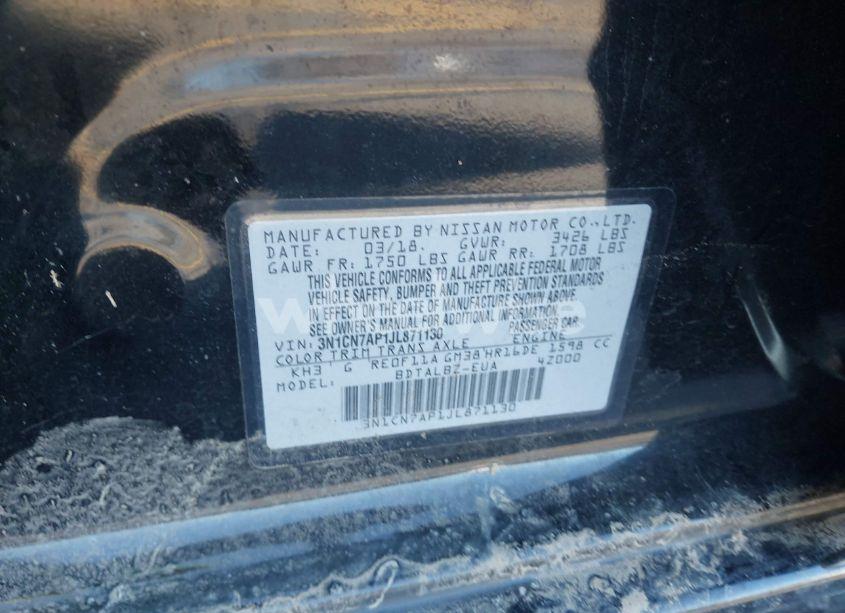 MANUFACTURED BY NISSAN MOTOR CO.,LTD.
DATE: 03/18. GVWR: 3426 LBS
GAWR FR: 1750 LBS GAWR RR: 1708 LBS
THIS VEHICLE CONFORMS TO ALL APPLICABLE FEDERAL MOTOR
VEHICLE SAFETY, BUMPER AND THEFT PREVENTION STANDARDS
IN EFFECT ON THE DATE OF MANUFACTURE SHOWN ABOVE.
SEE OWNER'S MANUAL FOR ADDITIONAL INFORMATION.
VIN: 3N1CN7AP1JL871130 PASSENGER CAR
COLOR TRIM TRANS AXLE ENGINE
KH3 G RE0F11A GM38 HR16DE 1598 CC
MODEL: BDTALBZ-EUA 4Z000
3N1CN7AP1JL871130